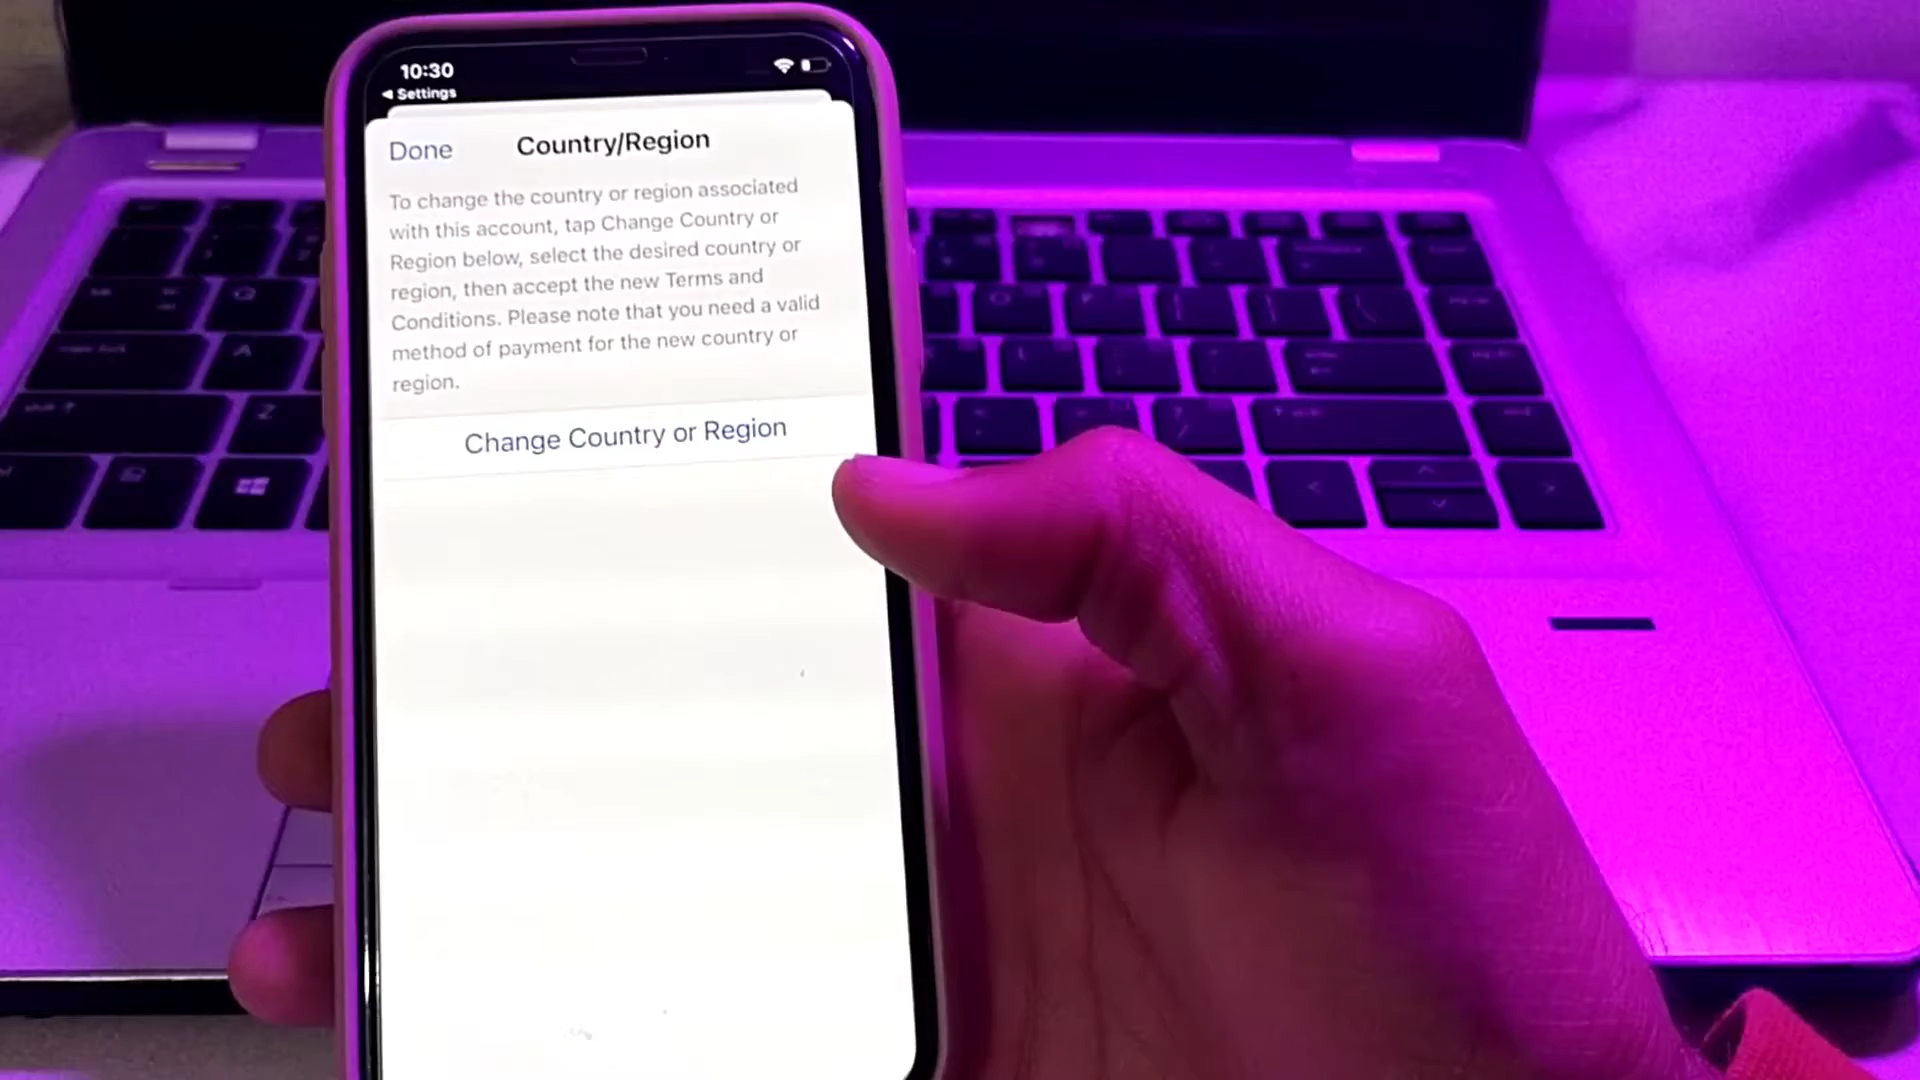 10:30
Settings
Done
Country/Region
To change the country or region associated
with this account, tap Change Country or
Region below, select the desired country or
region, then accept the new Terms and
Conditions. Please note that you need a valid
method of payment for the new country or
region.
Change Country or Region
A
Z